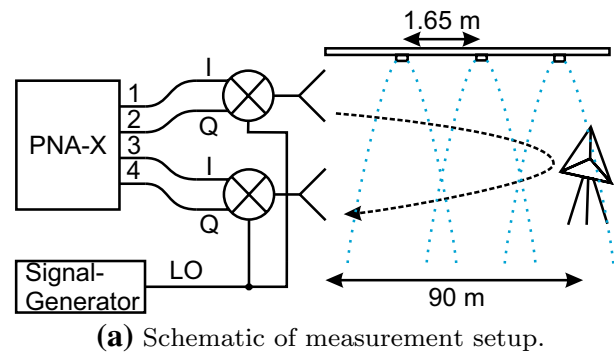 1.65 m
PNA-X
1
2
3
4
I
Q
I
Q
Signal-
Generator
LO
90 m
(a) Schematic of measurement setup.